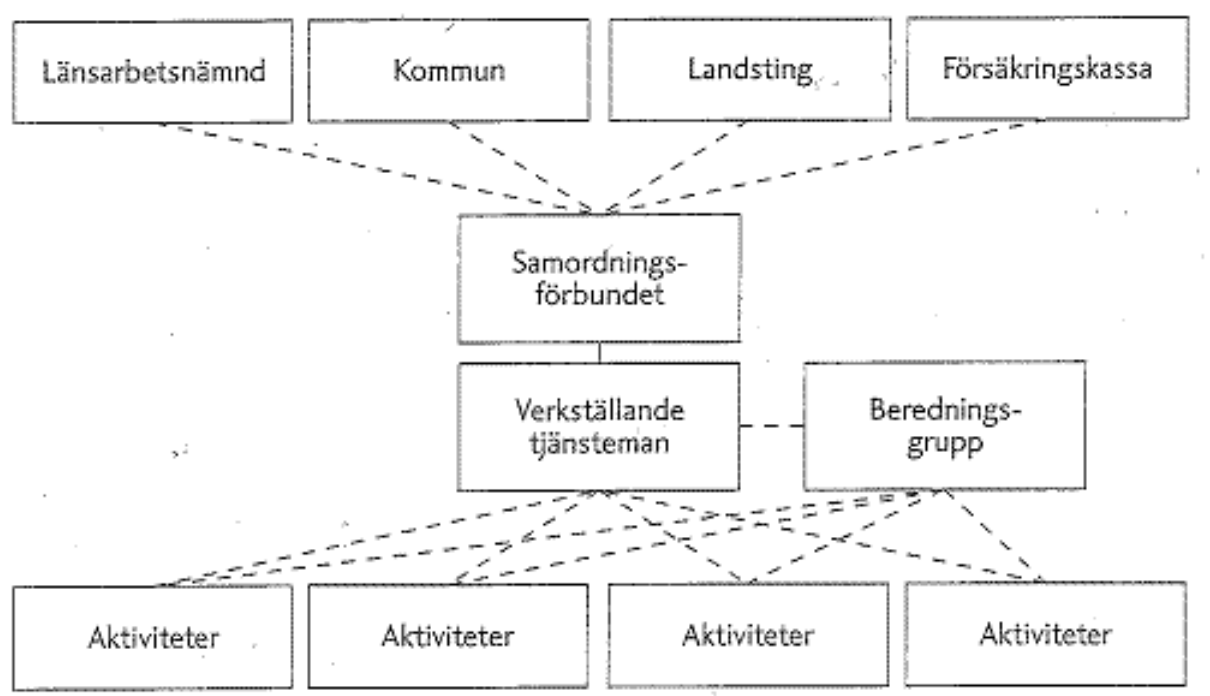 Länsarbetsnämnd
Kommun
Landsting
Försäkringskassa
Samordnings-
förbundet
Verkställande
tjänsteman
Berednings-
grupp
Aktiviteter
Aktiviteter
Aktiviteter
Aktiviteter